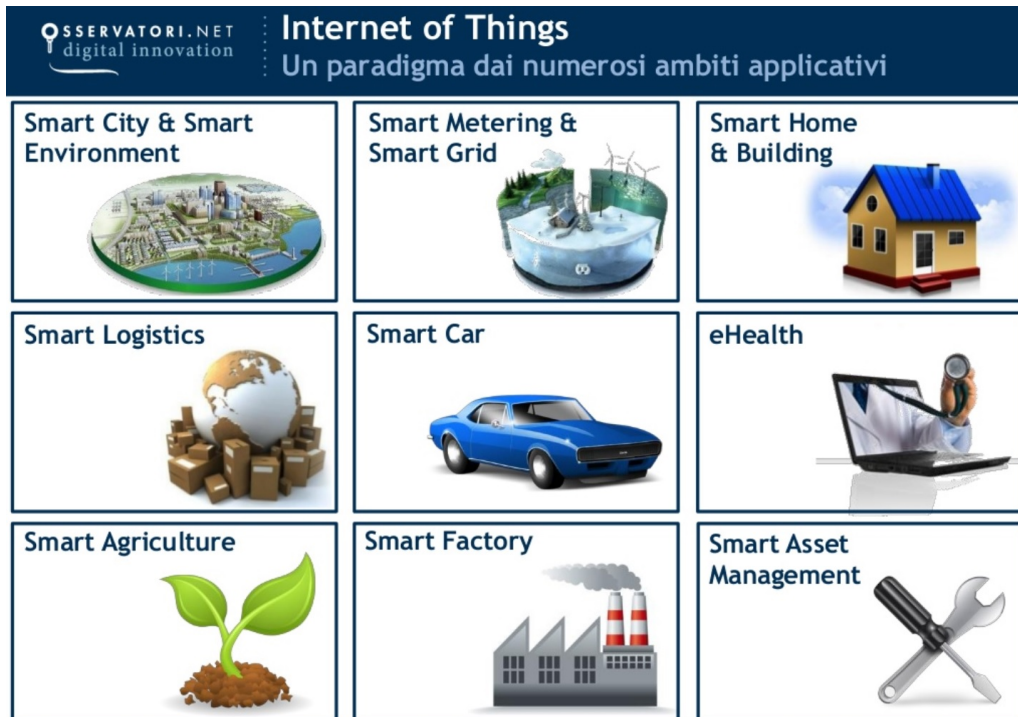 OSSERVATORI.NET
digital innovation
Internet of Things
Un paradigma dai numerosi ambiti applicativi
Smart City & Smart
Environment
Smart Metering &
Smart Grid
Smart Home
& Building
Smart Logistics
Smart Car
eHealth
Smart Agriculture
Smart Factory
Smart Asset
Management